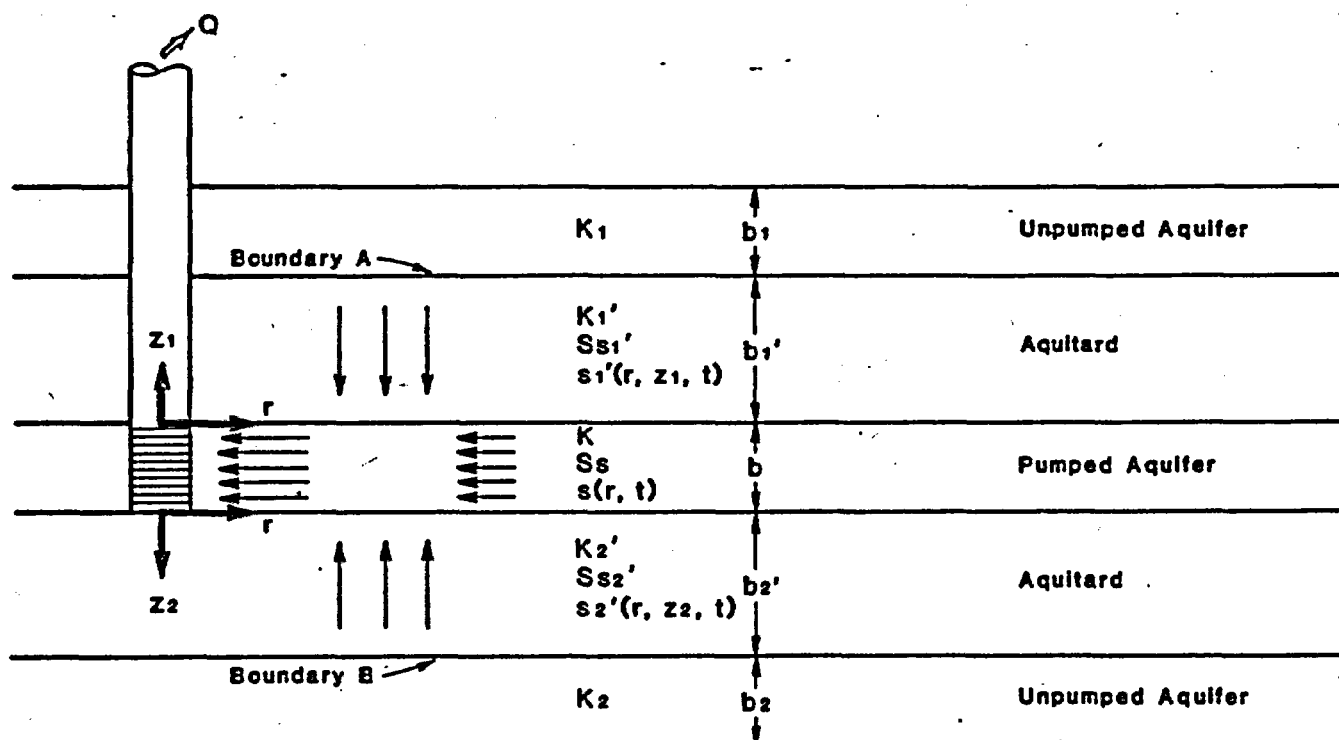 Q
K1
b1
Unpumped Aquifer
Boundary A
K1'
Ss1'
s1'(r, z1, t)
b1'
Aquitard
Z1
r
K
Ss
s(r, t)
b
Pumped Aquifer
r
Z2
K2'
Ss2'
s2'(r, z2, t)
b2'
Aquitard
Boundary B
K2
b2
Unpumped Aquifer